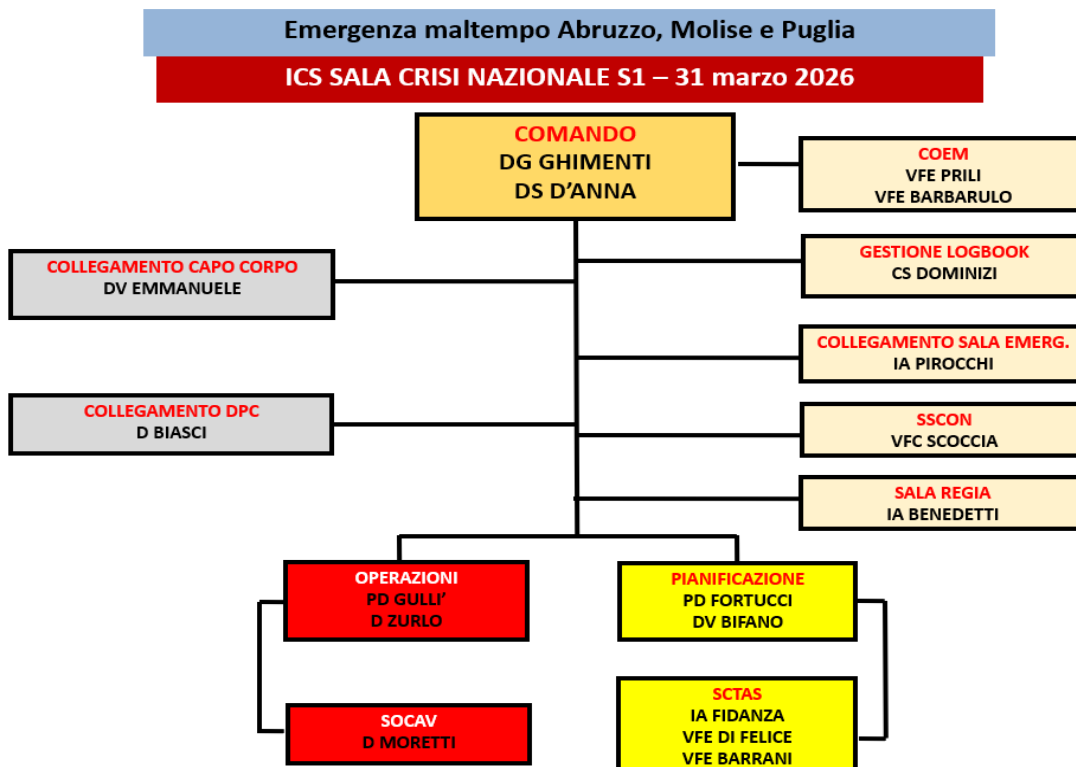 Emergenza maltempo Abruzzo, Molise e Puglia
ICS SALA CRISI NAZIONALE S1 – 31 marzo 2026
COMANDO
DG GHIMENTI
DS D’ANNA
COEM
VFE PRILI
VFE BARBARULO
COLLEGAMENTO CAPO CORPO
DV EMMANUELE
GESTIONE LOGBOOK
CS DOMINIZI
COLLEGAMENTO SALA EMERG.
IA PIROCCHI
COLLEGAMENTO DPC
D BIASCI
SSCON
VFC SCOCCIA
SALA REGIA
IA BENEDETTI
OPERAZIONI
PD GULLI’
D ZURLO
PIANIFICAZIONE
PD FORTUCCI
DV BIFANO
SOCAV
D MORETTI
SCTAS
IA FIDANZA
VFE DI FELICE
VFE BARRANI